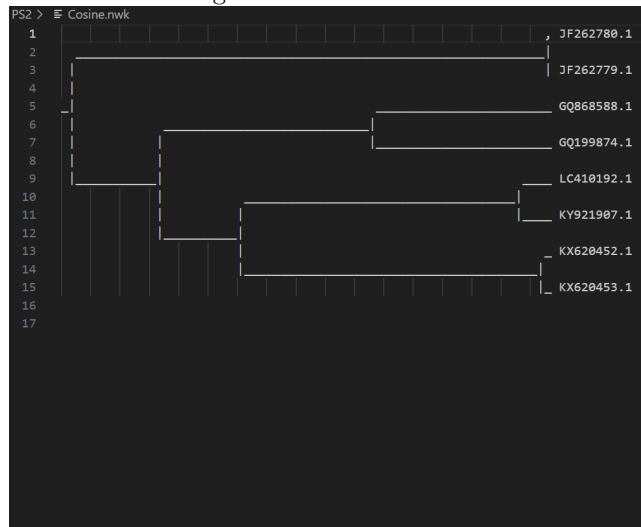 PS2 > Cosine.nwk
1 , JF262780.1
2
3 JF262779.1
4
5 GQ868588.1
6
7 GQ199874.1
8
9 LC410192.1
10
11 KY921907.1
12
13 KX620452.1
14
15 KX620453.1
16
17